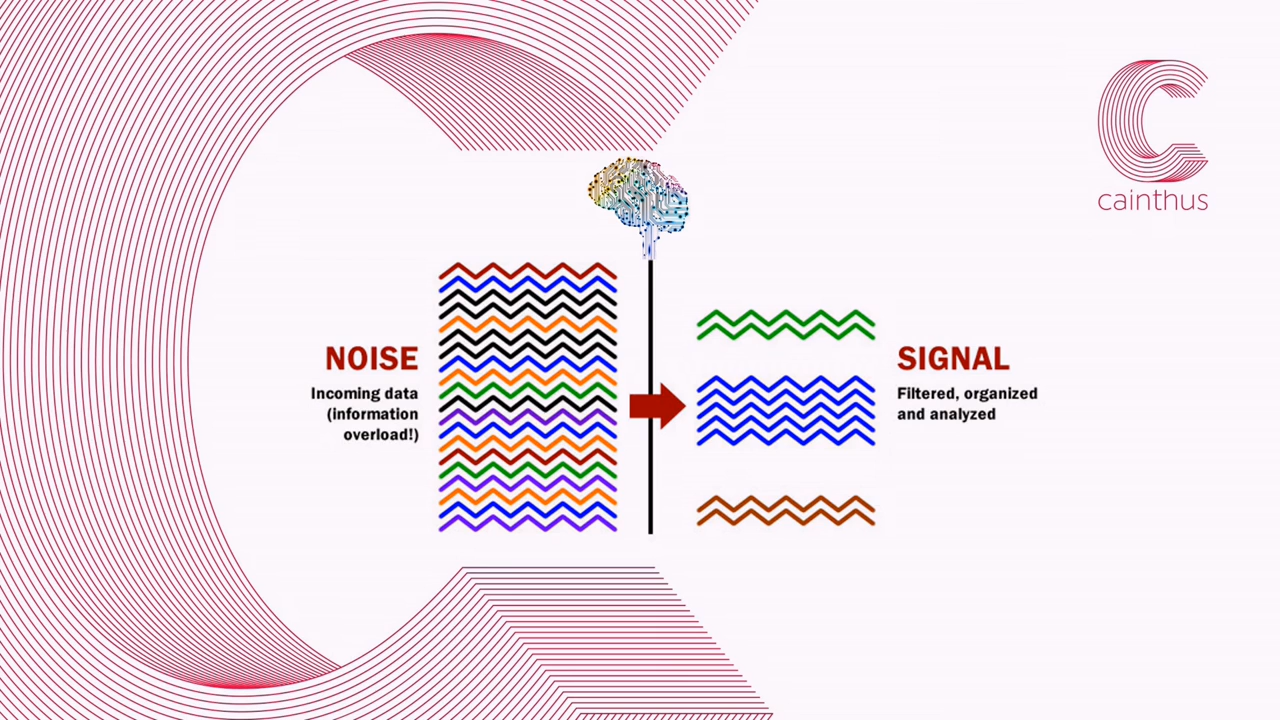 cainthus
NOISE
Incoming data
(information
overload!)
SIGNAL
Filtered, organized
and analyzed